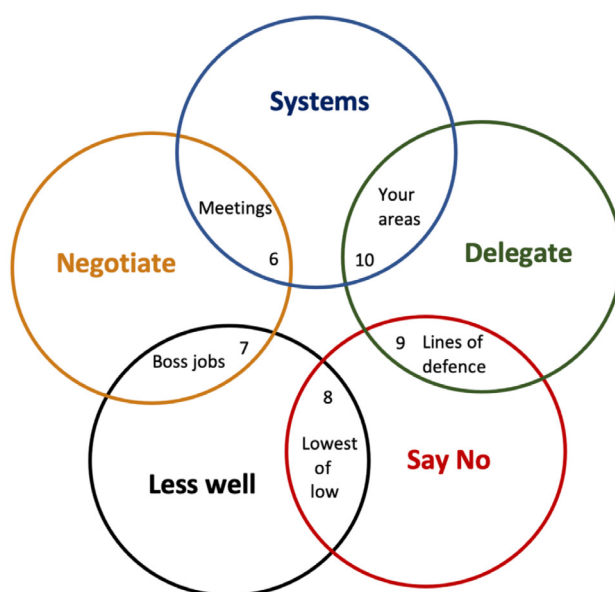 Systems
Meetings
6
Your
areas
10
Negotiate
Delegate
Boss jobs
7
9
Lines of
defence
8
Lowest
of
low
Less well
Say No